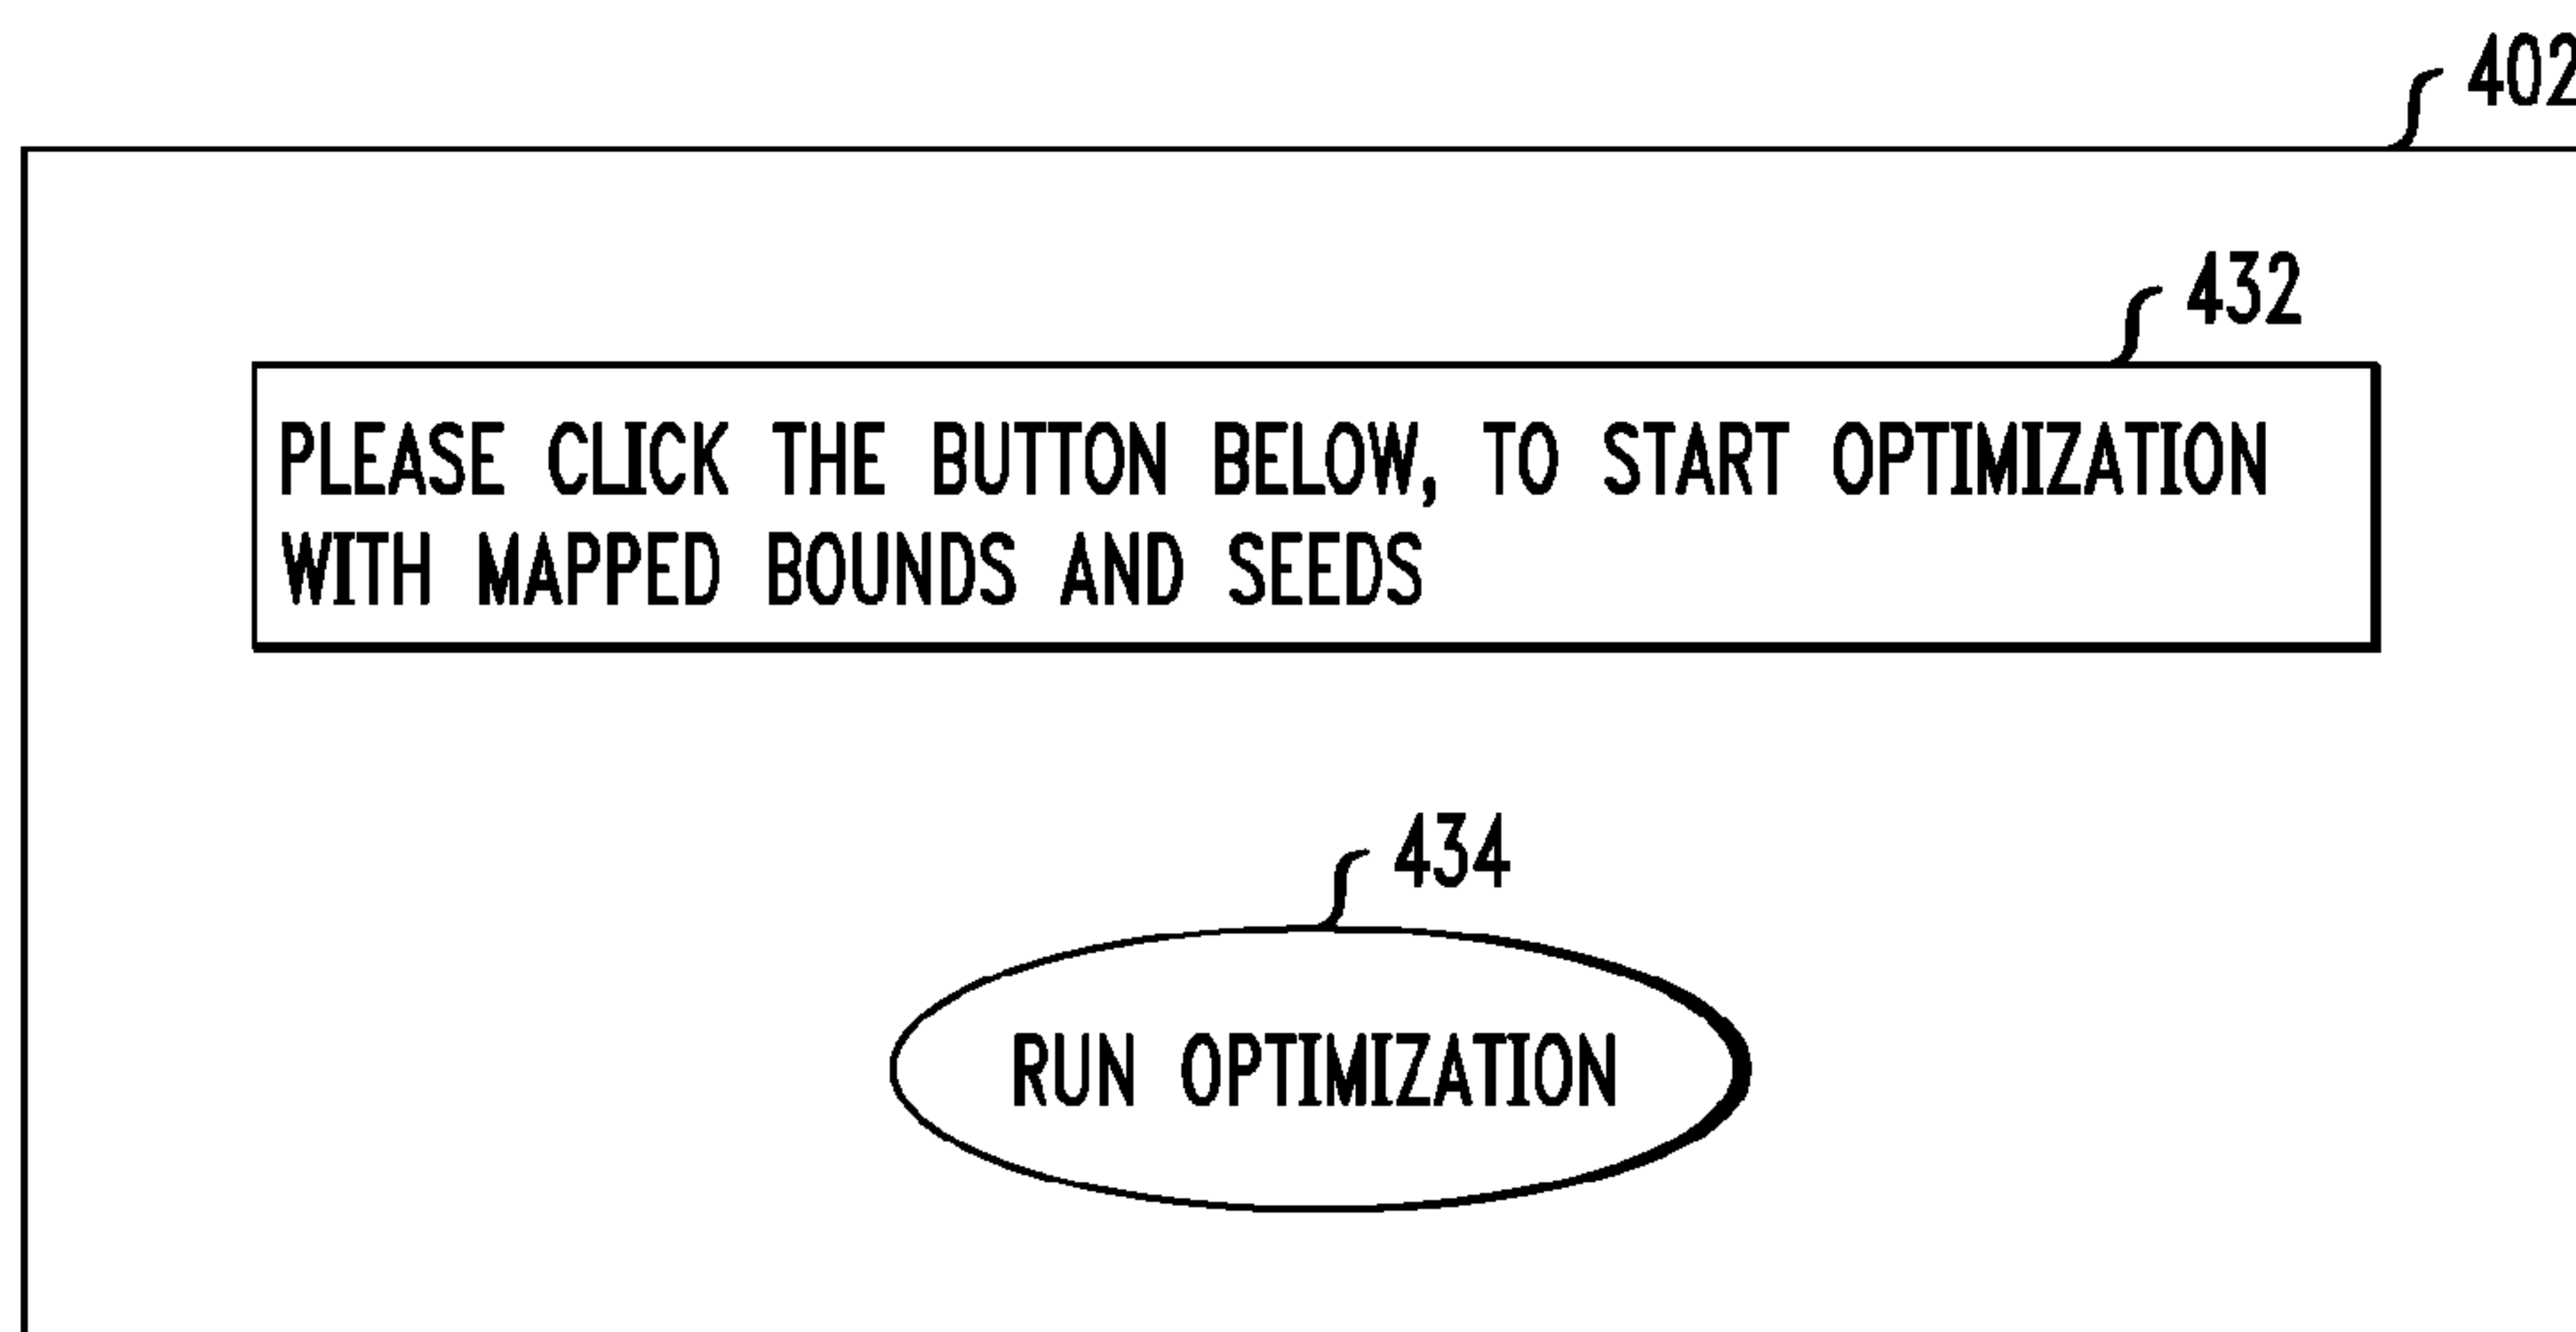 402
432
PLEASE CLICK THE BUTTON BELOW, TO START OPTIMIZATION
WITH MAPPED BOUNDS AND SEEDS
434
RUN OPTIMIZATION